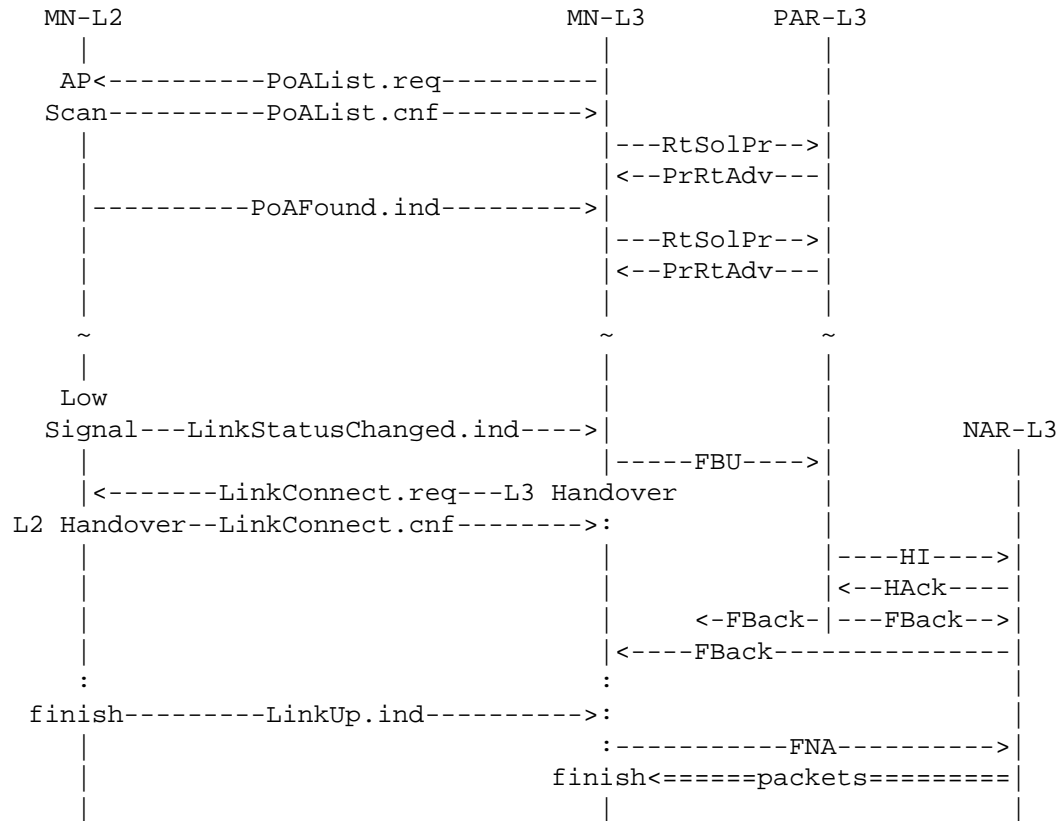 MN-L2                            MN-L3       PAR-L3
AP<----------PoAList.req----------|
Scan----------PoAList.cnf--------->|
|---RtSolPr-->|
|<--PrRtAdv---|
|----------PoAFound.ind--------->|
|---RtSolPr-->|
|<--PrRtAdv---|
~                                ~             ~
Low
Signal---LinkStatusChanged.ind---->|                      NAR-L3
|-----FBU---->|
|<-------LinkConnect.req---L3 Handover
L2 Handover--LinkConnect.cnf-------->:
|----HI---->|
|<--HAck----|
<-FBack-|---FBack-->|
|<----FBack---------------|
:                                :
finish---------LinkUp.ind---------->:
:-----------FNA---------->|
finish<======packets=========|